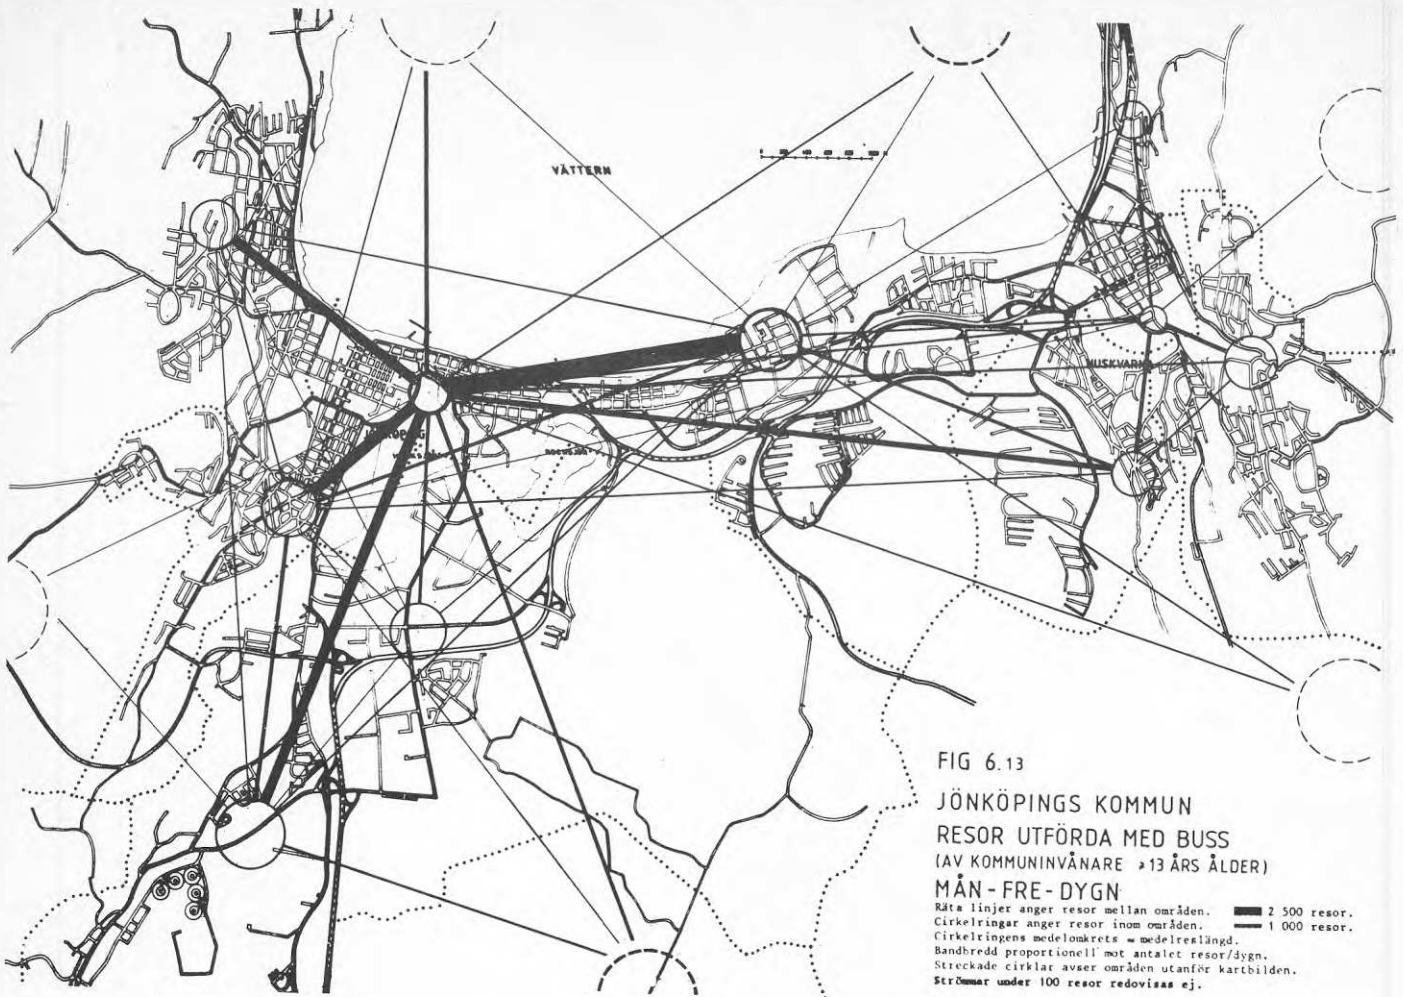 VÄTTERN
HUSKVARNA
FIG 6.13
JÖNKÖPINGS KOMMUN
RESOR UTFÖRDA MED BUSS
(AV KOMMUNINVÅNARE ≥13 ÅRS ÅLDER)
MÅN-FRE-DYGN
Räta linjer anger resor mellan områden.
2 500 resor.
Cirkelringar anger resor inom områden.
1 000 resor.
Cirkelringens medelomkrets = medelreslängd.
Bandbredd proportionell mot antalet resor/dygn.
Streckade cirklar avser områden utanför kartbilden.
Strömmar under 100 resor redovisas ej.